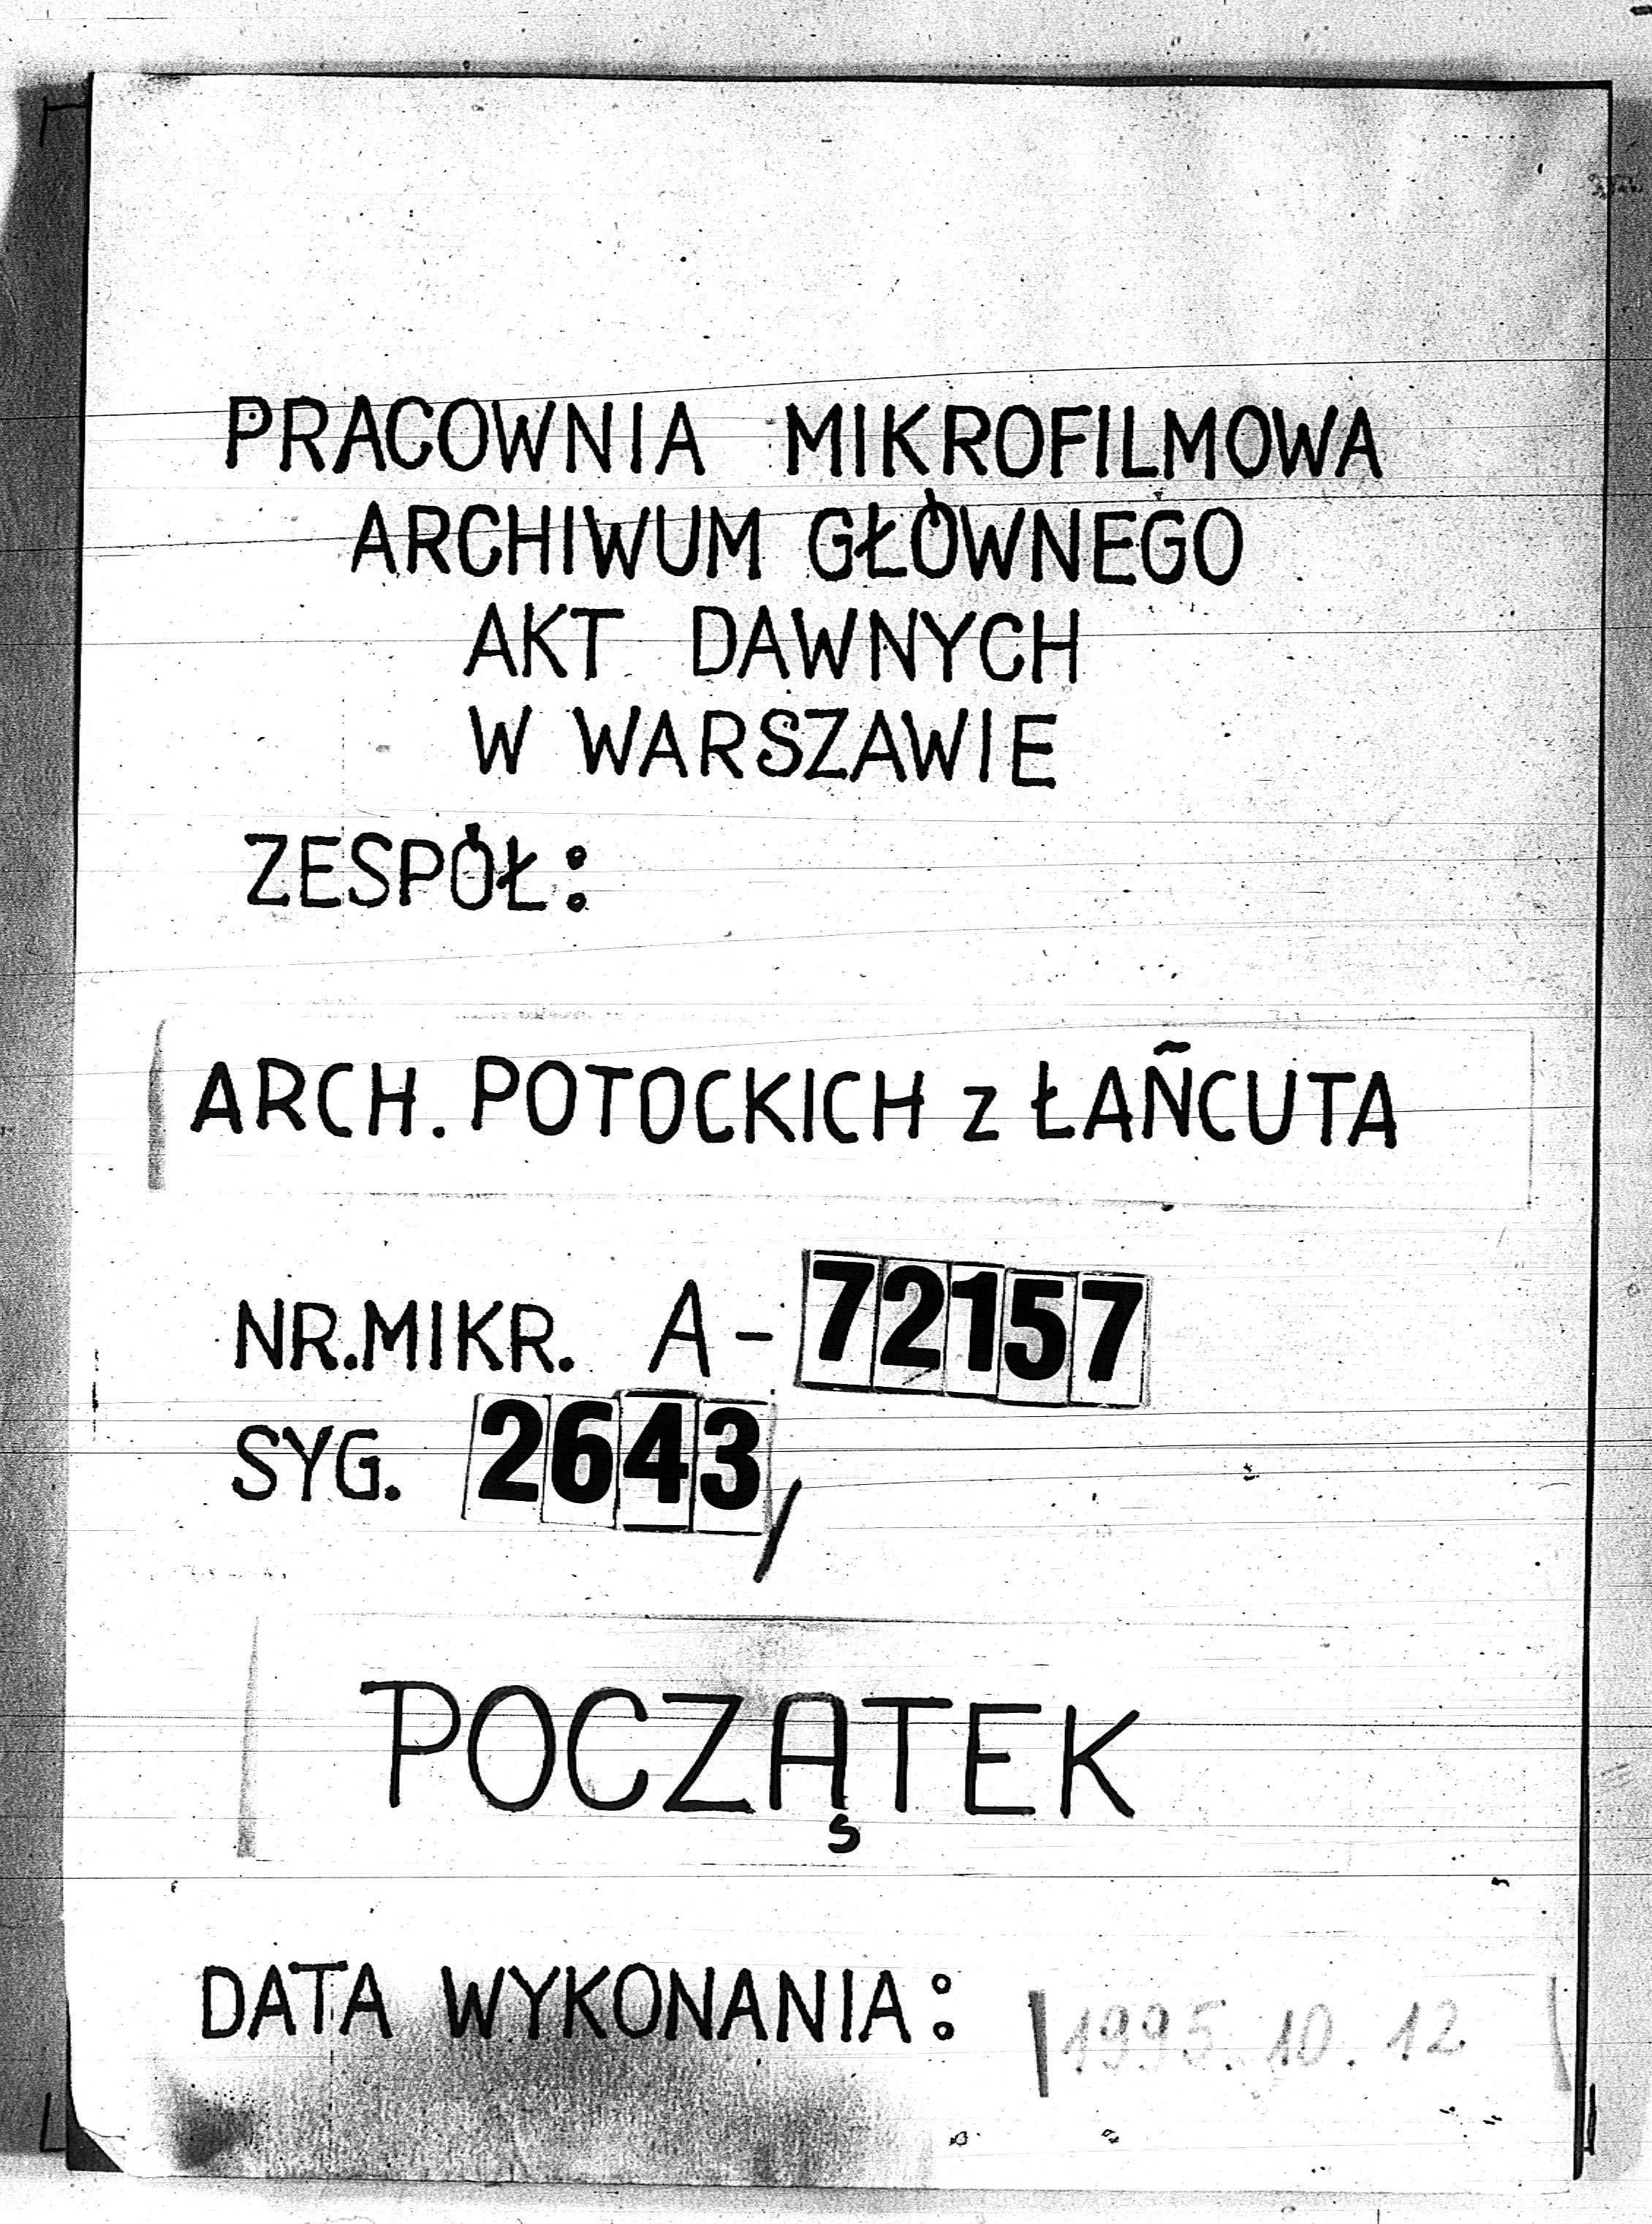 PRACOWNIA MIKROFILMOWA
ARCHIWUM GŁÓWNEGO
AKT DAWNYCH
W WARSZAWIE
ZESPÓŁ:
ARCH. POTOCKICH z ŁAŃCUTA
NR.MIKR. A-72157
SYG. 2643/
POCZĄTEK
DATA WYKONANIA: 1995.10.12